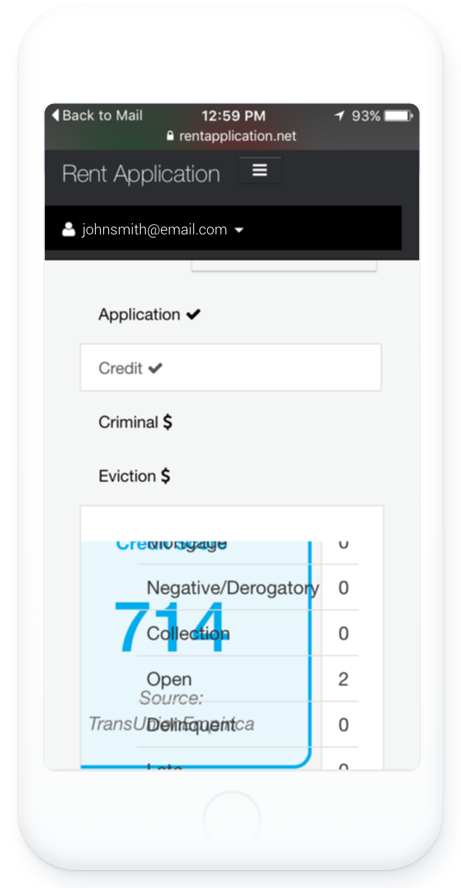 Back to Mail 12:59 PM 93%
rentapplication.net
Rent Application
johnsmith@email.com
Application ✔
Credit ✔
Criminal $
Eviction $
Credit Score
Mortgage 0
Negative/Derogatory 0
714
Collection 0
Open 2
Source:
TransUnion Empirica
Delinquent 0
Late 0